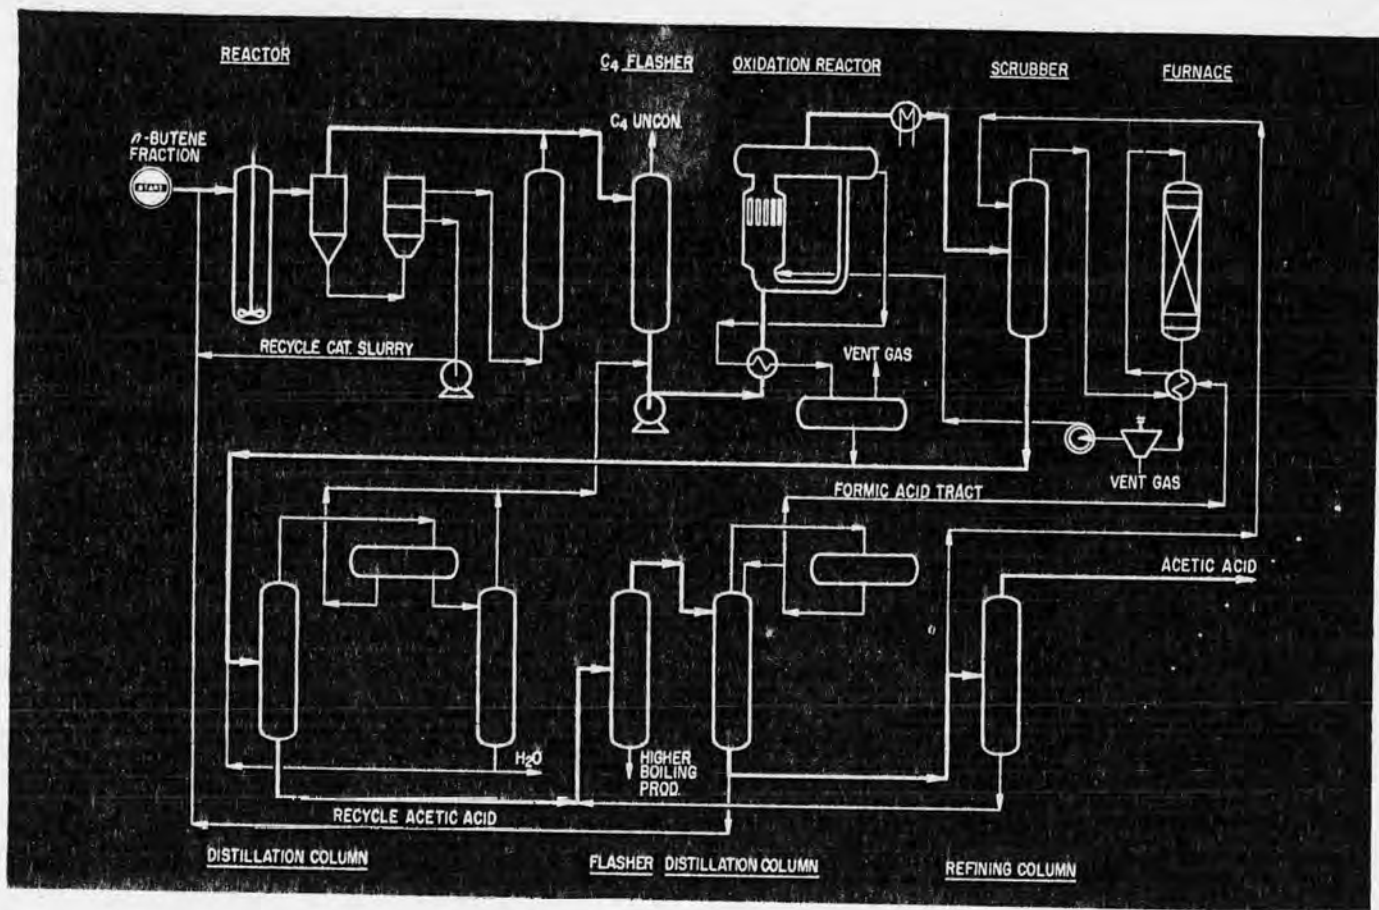 REACTOR
C4 FLASHER
OXIDATION REACTOR
SCRUBBER
FURNACE
C4 UNCON.
n-BUTENE
FRACTION
START
RECYCLE CAT. SLURRY
VENT GAS
VENT GAS
FORMIC ACID TRACT
ACETIC ACID
H2O
HIGHER
BOILING
PROD.
RECYCLE ACETIC ACID
DISTILLATION COLUMN
FLASHER
DISTILLATION COLUMN
REFINING COLUMN